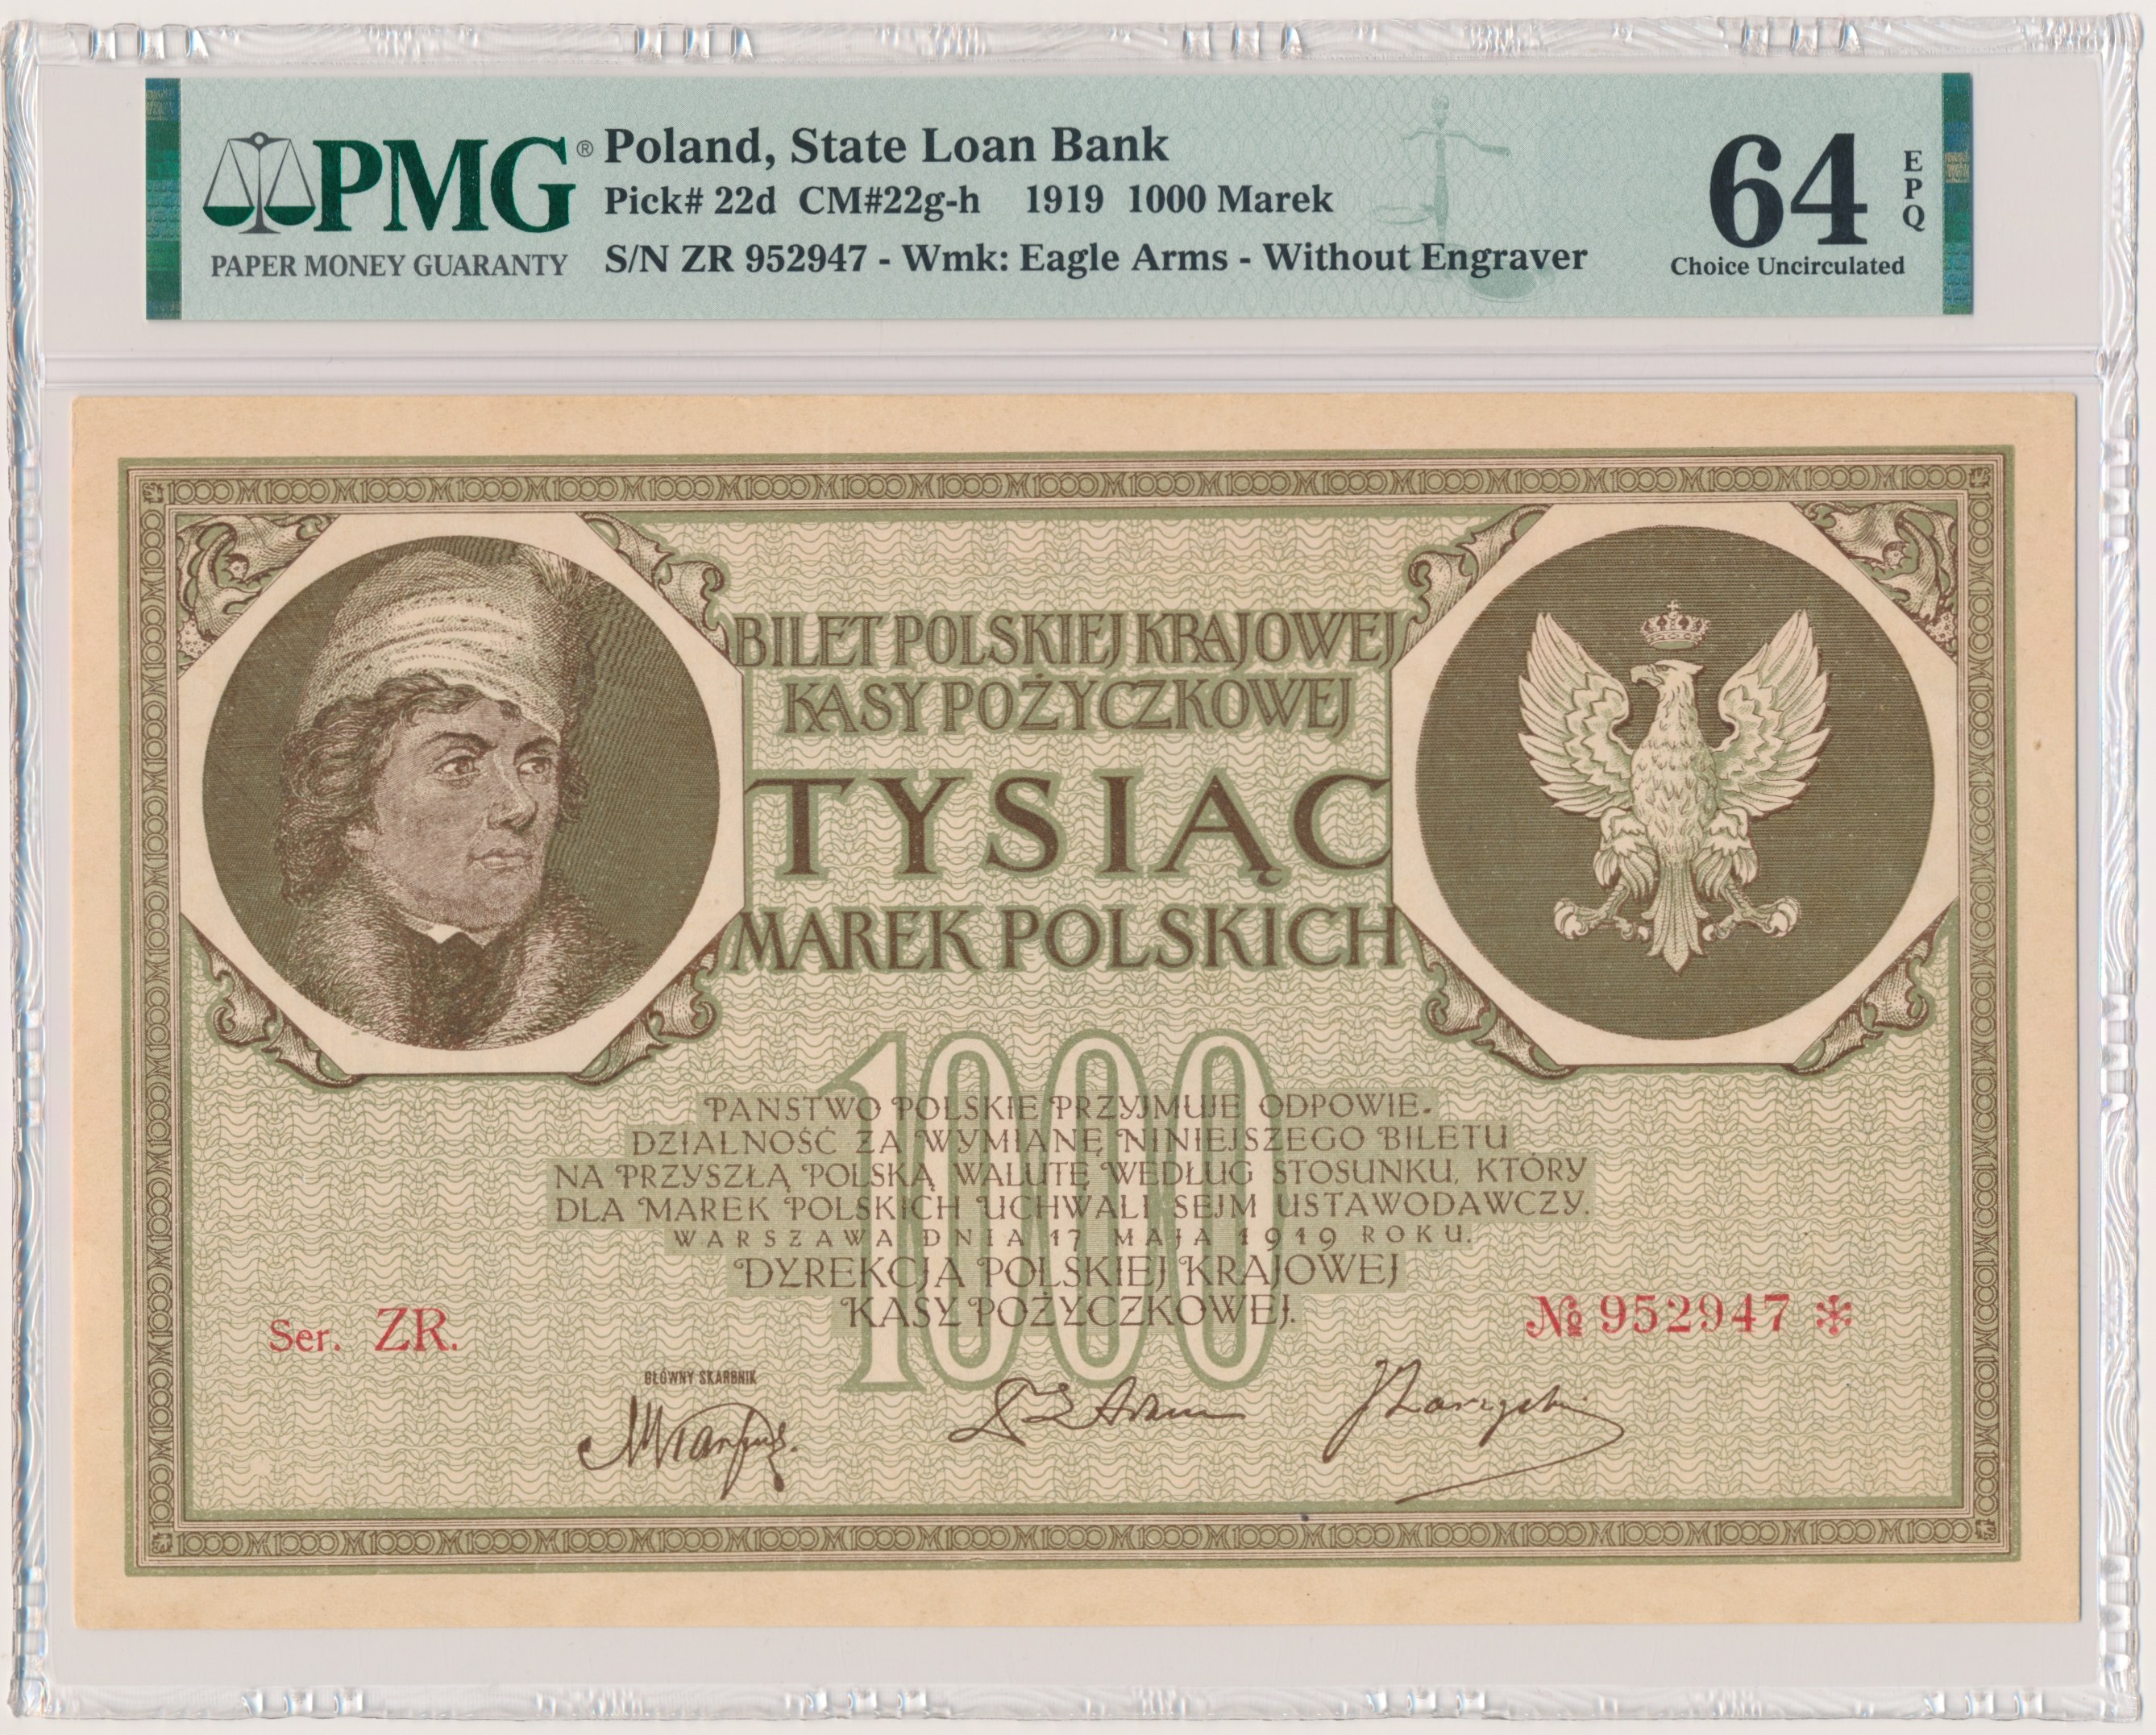 PMG® Poland, State Loan Bank
Pick# 22d CM#22g-h 1919 1000 Marek
PAPER MONEY GUARANTY S/N ZR 952947 - Wmk: Eagle Arms - Without Engraver
64 EPQ
Choice Uncirculated
BILET POLSKIEJ KRAJOWEJ
KASY POŻYCZKOWEJ
TYSIĄC
MAREK POLSKICH
1000
PAŃSTWO POLSKIE PRZYJMUJE ODPOWIE-
DZIALNOŚĆ ZA WYMIANĘ NINIEJSZEGO BILETU
NA PRZYSZŁĄ POLSKĄ WALUTĘ WEDŁUG STOSUNKU, KTÓRY
DLA MAREK POLSKICH UCHWALI SEJM USTAWODAWCZY.
WARSZAWA DNIA 17 MAJA 1919 ROKU.
DYREKCJA POLSKIEJ KRAJOWEJ
KASY POŻYCZKOWEJ.
Ser. ZR.
№ 952947 *
GŁÓWNY SKARBNIK